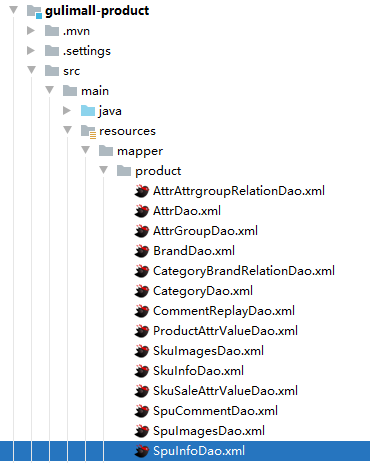 gulimall-product
.mvn
.settings
src
main
java
resources
mapper
product
AttrAttrgroupRelationDao.xml
AttrDao.xml
AttrGroupDao.xml
BrandDao.xml
CategoryBrandRelationDao.xml
CategoryDao.xml
CommentReplayDao.xml
ProductAttrValueDao.xml
SkuImagesDao.xml
SkuInfoDao.xml
SkuSaleAttrValueDao.xml
SpuCommentDao.xml
SpuImagesDao.xml
SpuInfoDao.xml